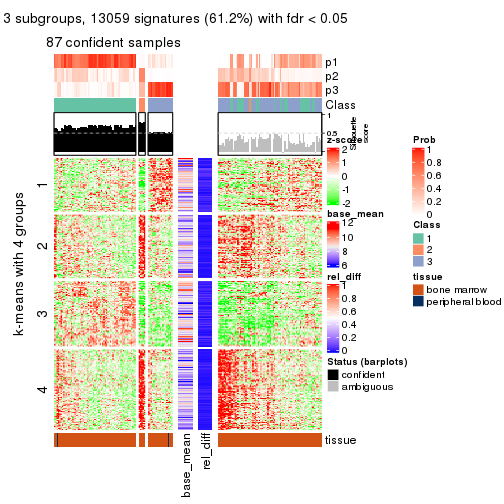 3 subgroups, 13059 signatures (61.2%) with fdr < 0.05
87 confident samples
p1
p2
p3
Class
1
0.5
0
Silhouette
score
k-means with 4 groups
1
2
3
4
base_mean
rel_diff
tissue
z-score
2
1
0
-1
-2
base_mean
12
10
8
6
rel_diff
1
0.8
0.6
0.4
0.2
0
Status (barplots)
confident
ambiguous
Prob
1
0.8
0.6
0.4
0.2
0
Class
1
2
3
tissue
bone marrow
peripheral blood